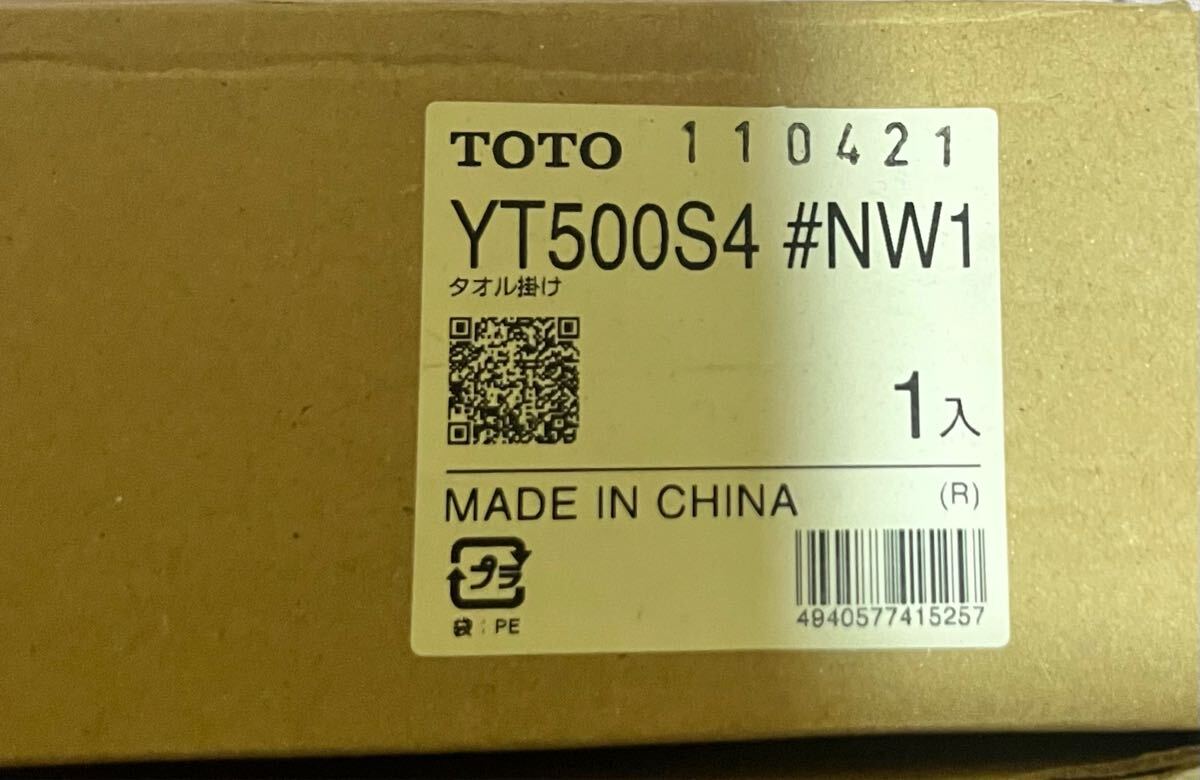 TOTO 110421
YT500S4 #NW1
タオル掛け
1入
MADE IN CHINA (R)
プラ
袋:PE
4940577415257